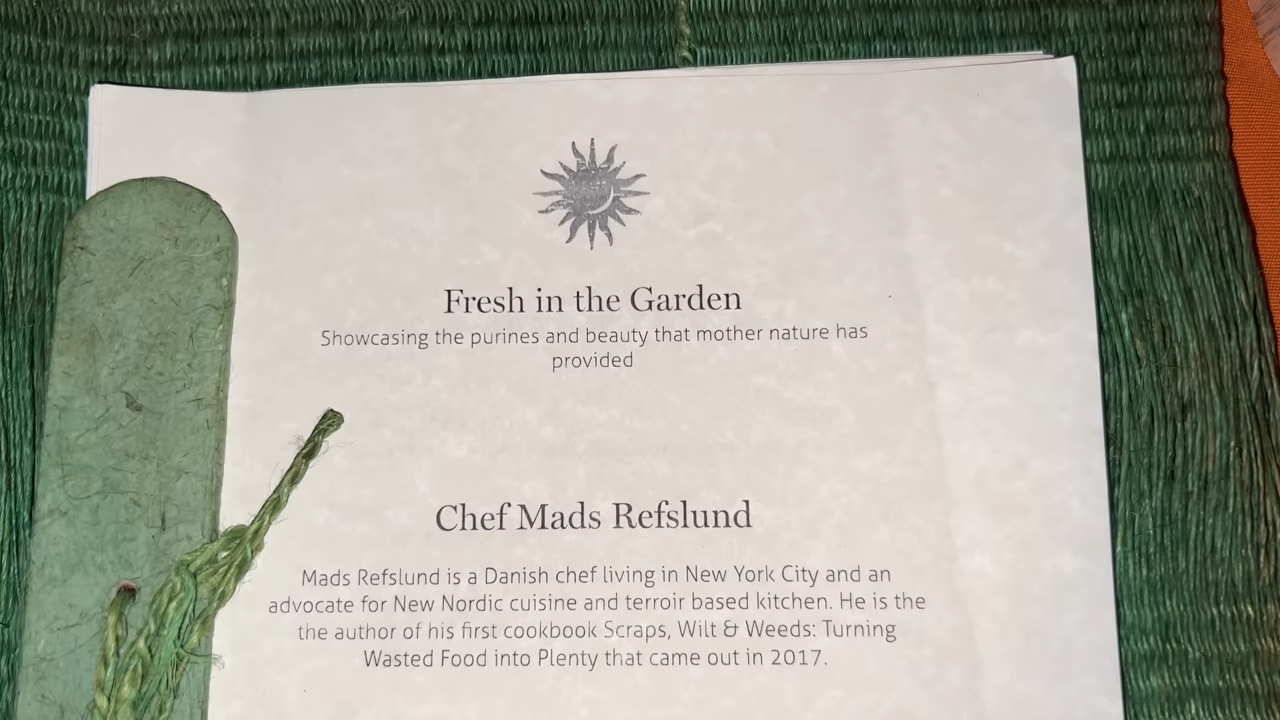 Fresh in the Garden
Showcasing the purines and beauty that mother nature has
provided
Chef Mads Refslund
Mads Refslund is a Danish chef living in New York City and an
advocate for New Nordic cuisine and terroir based kitchen. He is the
the author of his first cookbook Scraps, Wilt & Weeds: Turning
Wasted Food into Plenty that came out in 2017.